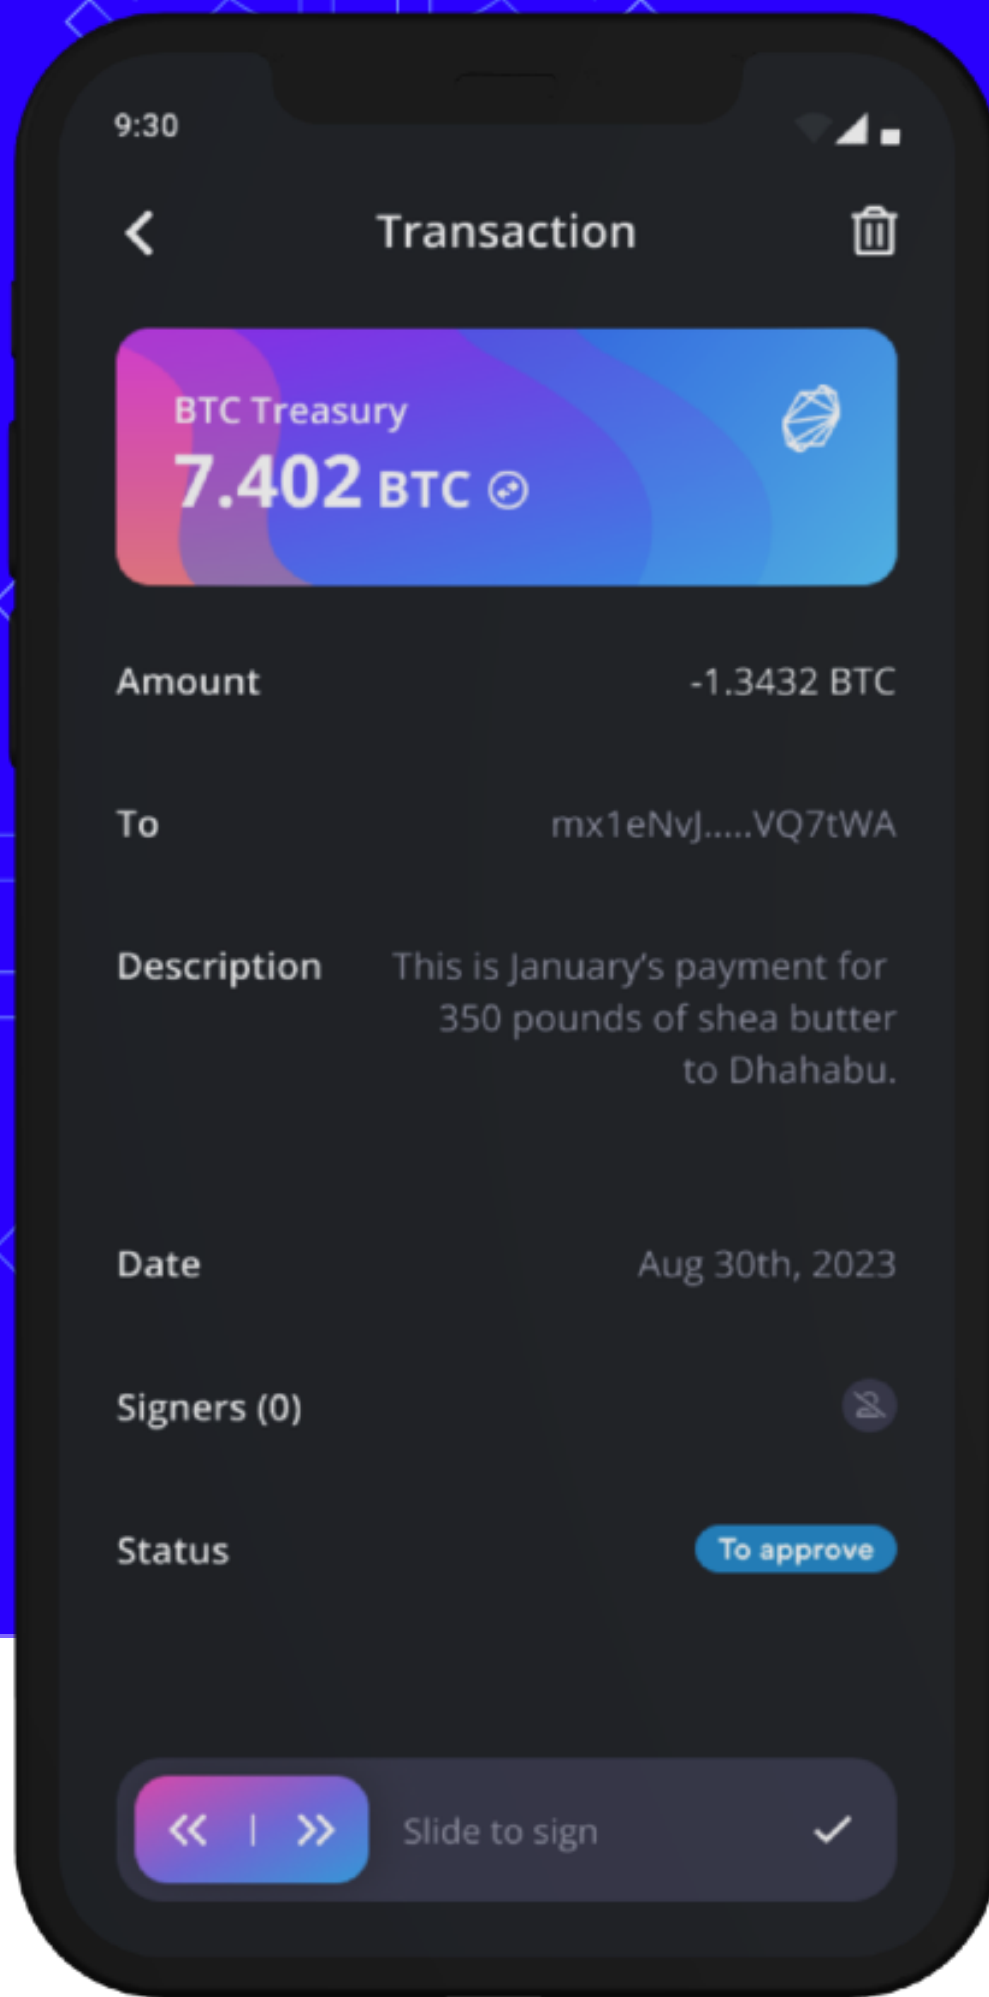 9:30
Transaction
BTC Treasury
7.402 BTC
Amount
-1.3432 BTC
To
mx1eNvJ.....VQ7tWA
Description
This is January’s payment for
350 pounds of shea butter
to Dhahabu.
Date
Aug 30th, 2023
Signers (0)
Status
To approve
Slide to sign